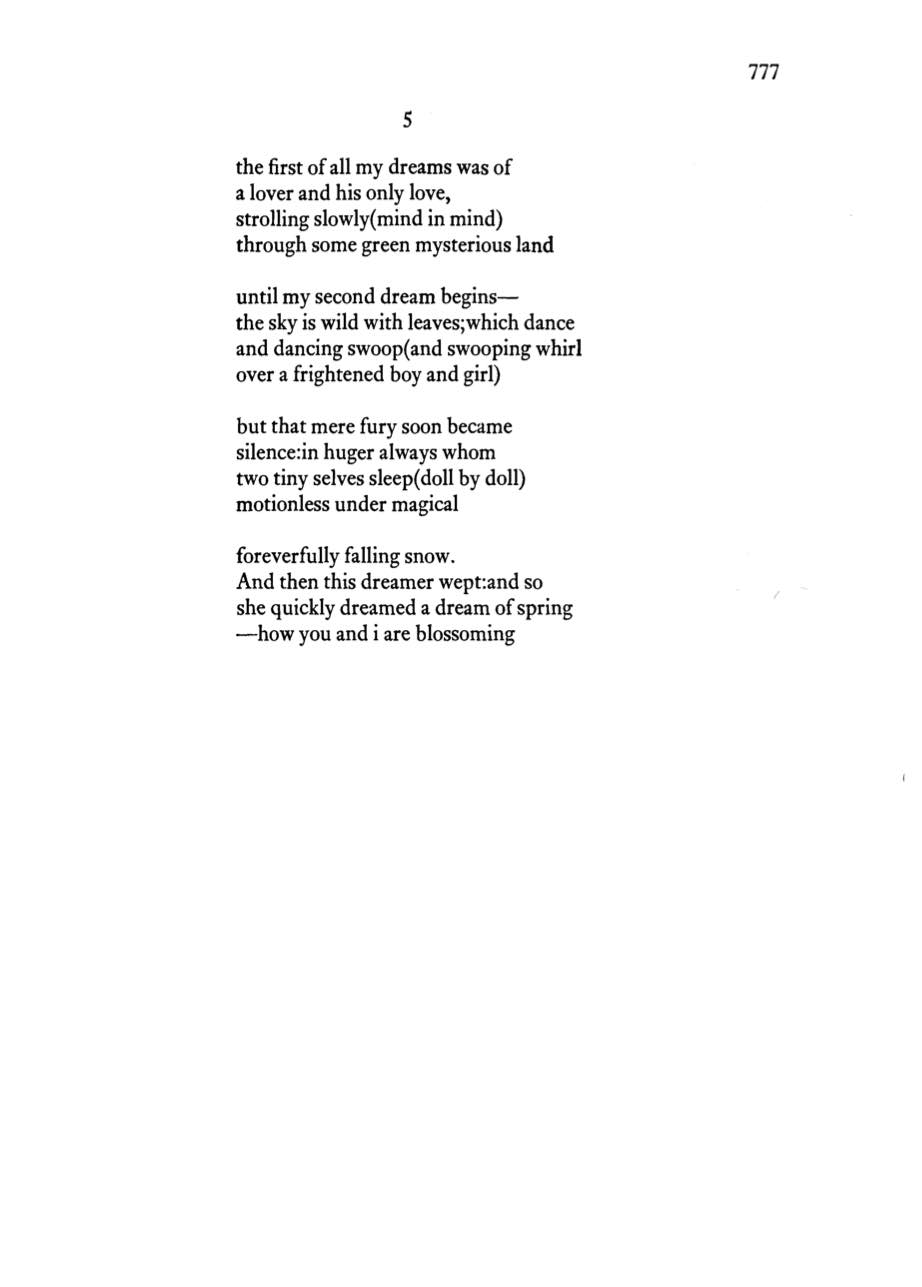 777
5
the first of all my dreams was of
a lover and his only love,
strolling slowly(mind in mind)
through some green mysterious land
until my second dream begins—
the sky is wild with leaves;which dance
and dancing swoop(and swooping whirl
over a frightened boy and girl)
but that mere fury soon became
silence:in huger always whom
two tiny selves sleep(doll by doll)
motionless under magical
foreverfully falling snow.
And then this dreamer wept:and so
she quickly dreamed a dream of spring
—how you and i are blossoming